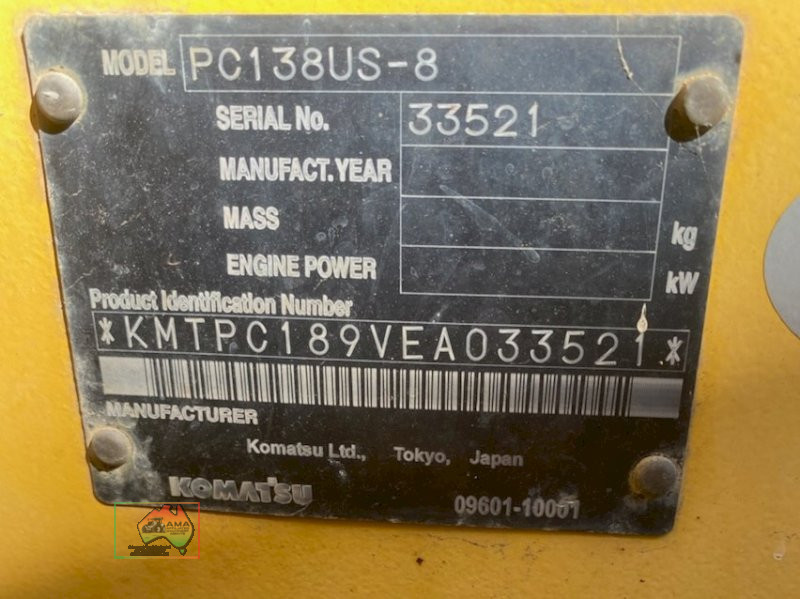 MODEL PC138US-8
SERIAL No. 33521
MANUFACT.YEAR
MASS kg
ENGINE POWER kW
Product Identification Number
*KMTPC189VEA033521*
MANUFACTURER
Komatsu Ltd., Tokyo, Japan
KOMATSU 09601-10001
AMA